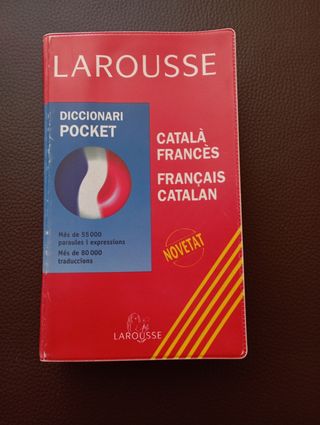 LAROUSSE
DICCIONARI
POCKET
CATALÀ
FRANCÈS
FRANÇAIS
CATALAN
Més de 55 000
paraules i expressions
Més de 80 000
traduccions
NOVETAT
LAROUSSE